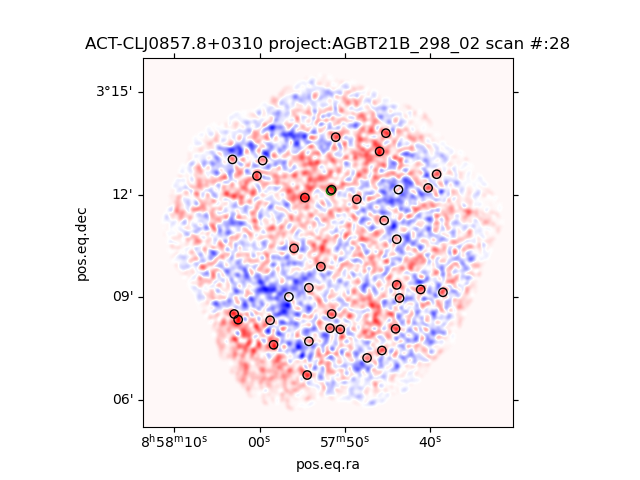 ACT-CLJ0857.8+0310 project:AGBT21B_298_02 scan #:28
3°15'
12'
09'
06'
pos.eq.dec
8ʰ58ᵐ10ˢ 00ˢ 57ᵐ50ˢ 40ˢ
pos.eq.ra